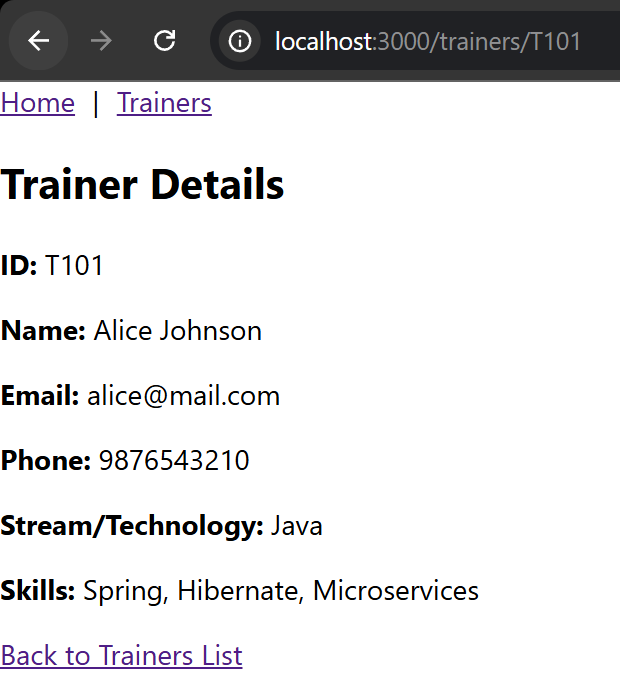 localhost:3000/trainers/T101
Home | Trainers
Trainer Details
ID: T101
Name: Alice Johnson
Email: alice@mail.com
Phone: 9876543210
Stream/Technology: Java
Skills: Spring, Hibernate, Microservices
Back to Trainers List